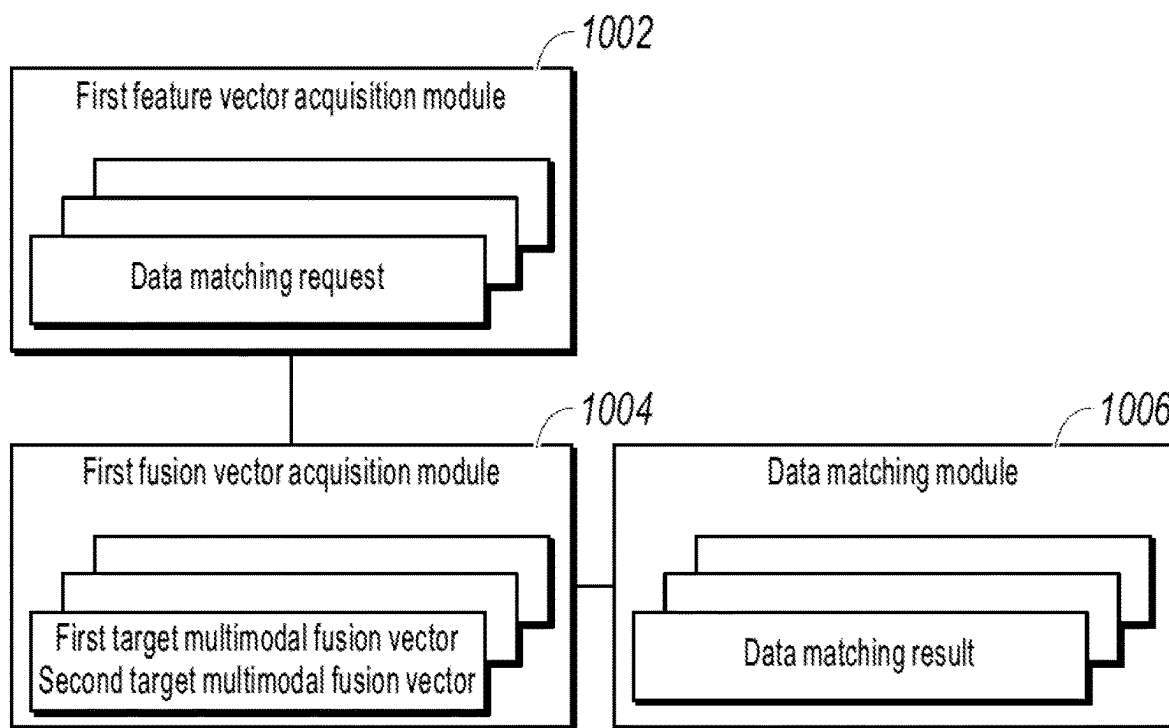 1002
First feature vector acquisition module
Data matching request
1004
First fusion vector acquisition module
First target multimodal fusion vector
Second target multimodal fusion vector
1006
Data matching module
Data matching result